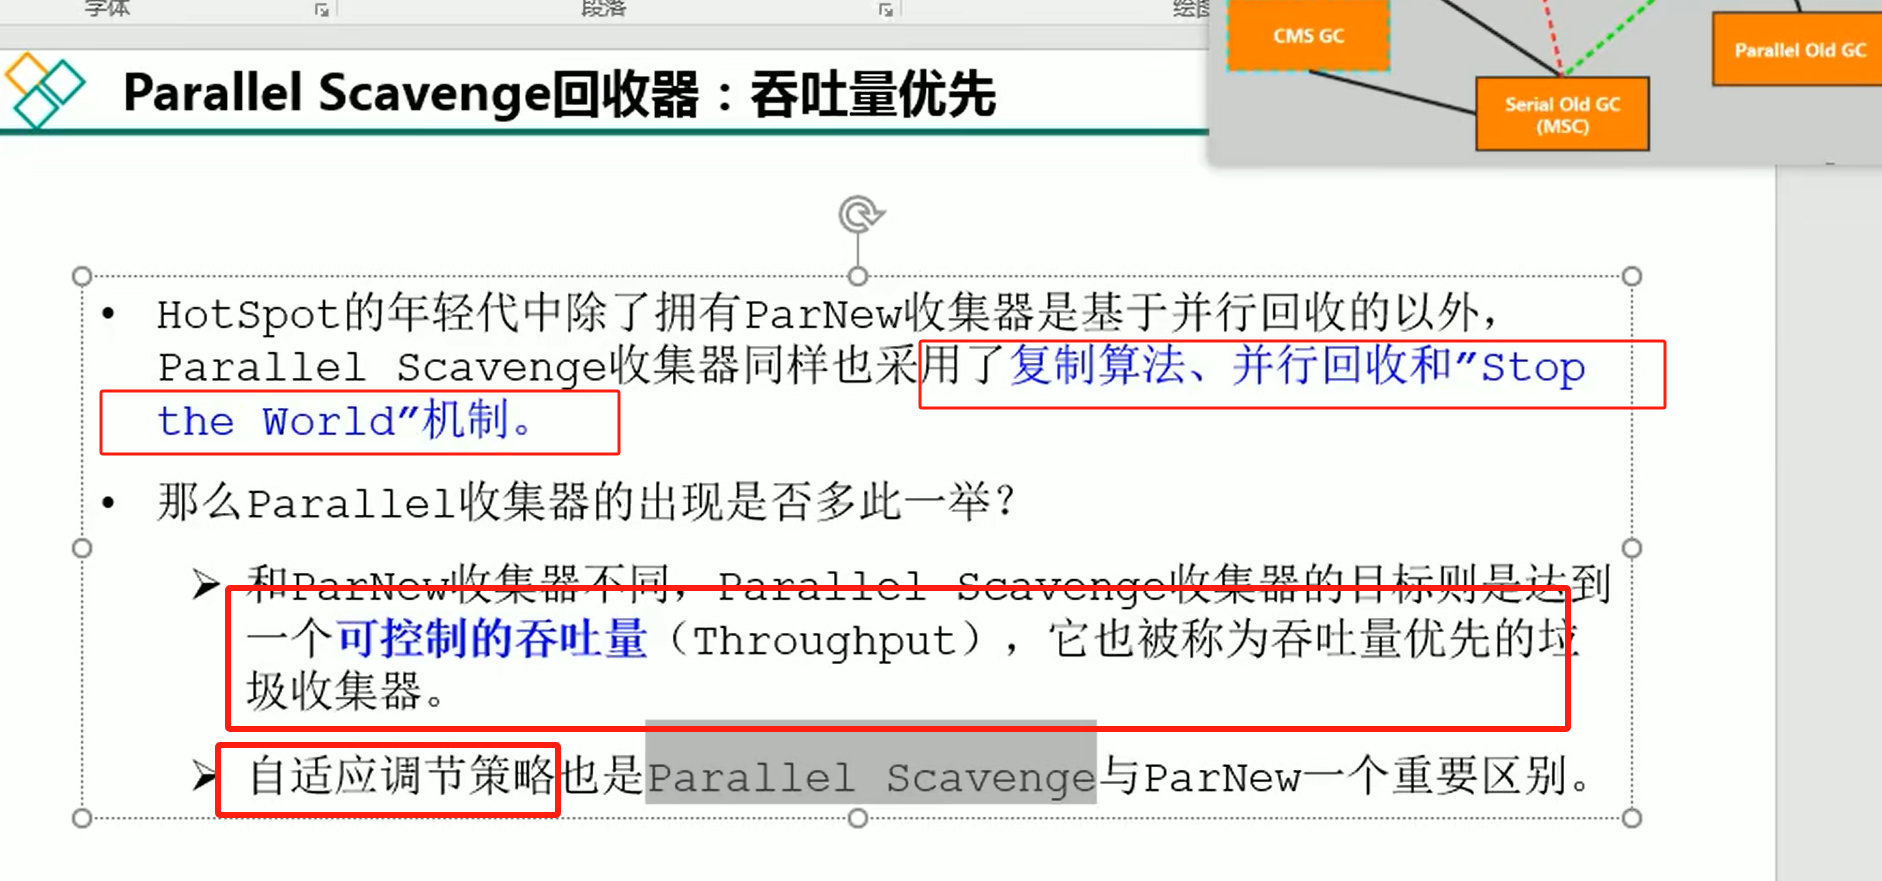 字体
段落
绘图
CMS GC
Parallel Old GC
Serial Old GC
(MSC)
Parallel Scavenge回收器：吞吐量优先
• HotSpot的年轻代中除了拥有ParNew收集器是基于并行回收的以外，
Parallel Scavenge收集器同样也采用了复制算法、并行回收和"Stop
the World"机制。
• 那么Parallel收集器的出现是否多此一举？
➢ 和ParNew收集器不同，Parallel Scavenge收集器的目标则是达到
一个可控制的吞吐量（Throughput），它也被称为吞吐量优先的垃
圾收集器。
➢ 自适应调节策略也是Parallel Scavenge与ParNew一个重要区别。